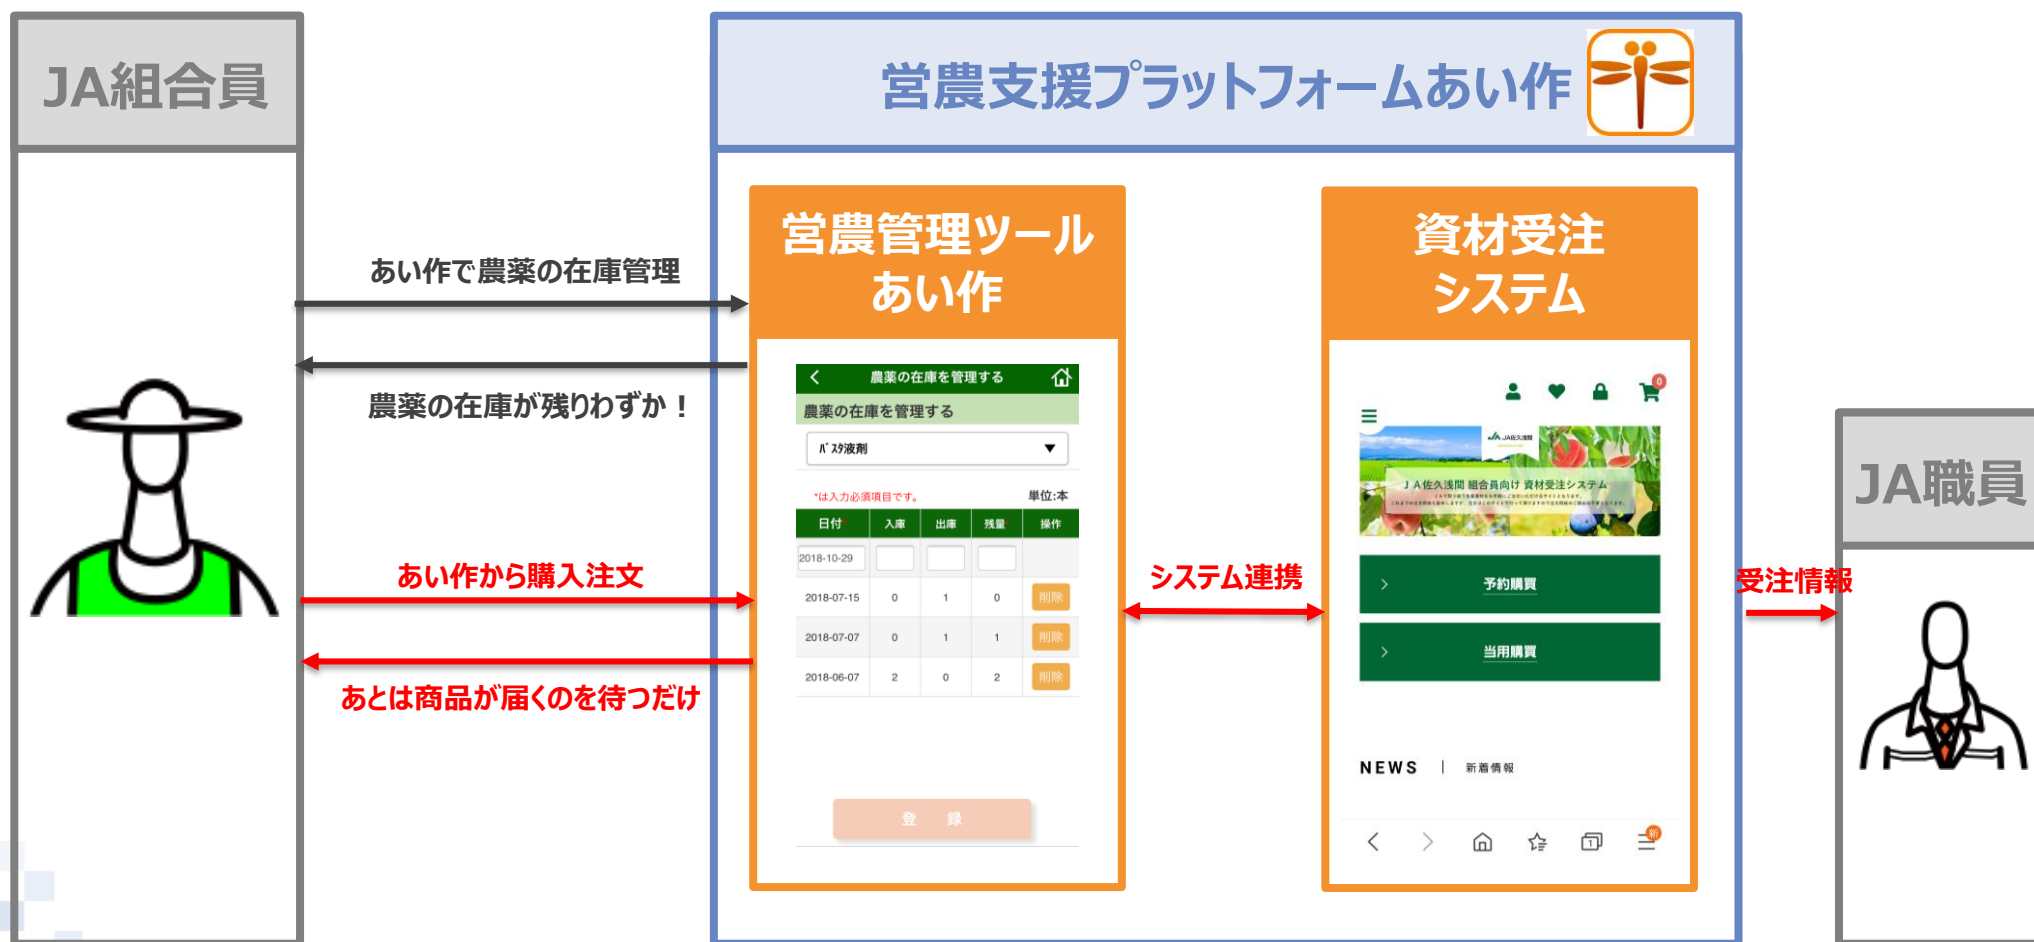 JA組合員
営農支援プラットフォームあい作
営農管理ツール
あい作
資材受注
システム
あい作で農薬の在庫管理
農薬の在庫が残りわずか！
あい作から購入注文
あとは商品が届くのを待つだけ
農薬の在庫を管理する
農薬の在庫を管理する
ﾊﾞｽﾀ液剤
*は入力必須項目です。
単位:本
日付* 入庫 出庫 残量* 操作
2018-10-29
2018-07-15 0 1 0 削除
2018-07-07 0 1 1 削除
2018-06-07 2 0 2 削除
登 録
システム連携
0
JA JA佐久浅間
JA佐久浅間 組合員向け 資材受注システム
予約購買
当用購買
NEWS | 新着情報
1
新
受注情報
JA職員